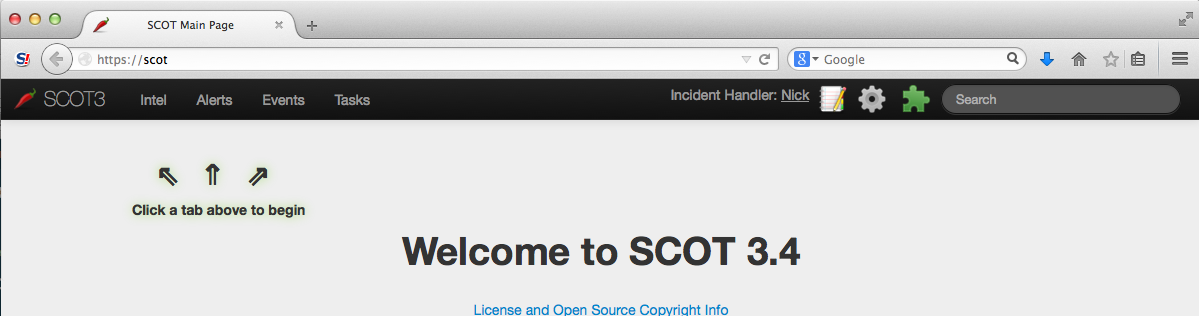 SCOT Main Page
S!
https://scot
g
Google
SCOT3
Intel
Alerts
Events
Tasks
Incident Handler: Nick
Search
⇖ ⇑ ⇗
Click a tab above to begin
Welcome to SCOT 3.4
License and Open Source Copyright Info